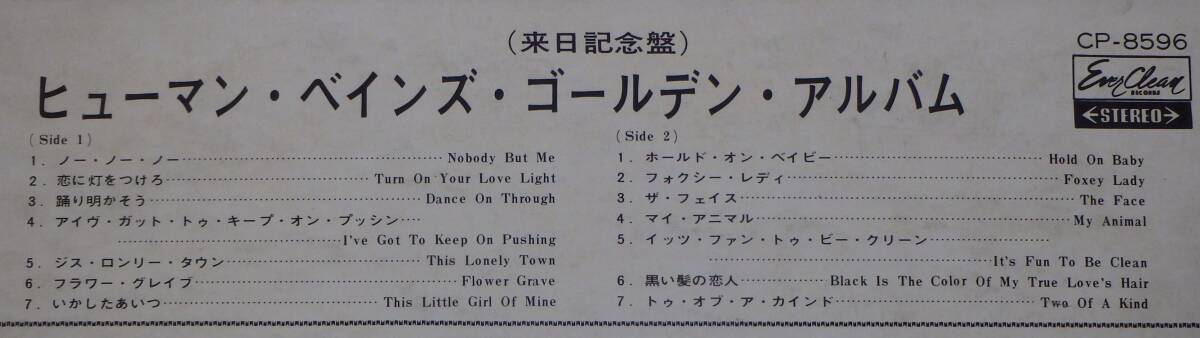 (来日記念盤)
CP-8596
ヒューマン・ベインズ・ゴールデン・アルバム
Ever Clean
RECORDS
STEREO
(Side 1)
1. ノー・ノー・ノー Nobody But Me
2. 恋に灯をつけろ Turn On Your Love Light
3. 踊り明かそう Dance On Through
4. アイヴ・ガット・トゥ・キープ・オン・プッシン
I've Got To Keep On Pushing
5. ジス・ロンリー・タウン This Lonely Town
6. フラワー・グレイブ Flower Grave
7. いかしたあいつ This Little Girl Of Mine
(Side 2)
1. ホールド・オン・ベイビー Hold On Baby
2. フォクシー・レディ Foxey Lady
3. ザ・フェイス The Face
4. マイ・アニマル My Animal
5. イッツ・ファン・トゥ・ビー・クリーン
It's Fun To Be Clean
6. 黒い髪の恋人 Black Is The Color Of My True Love's Hair
7. トゥ・オブ・ア・カインド Two Of A Kind